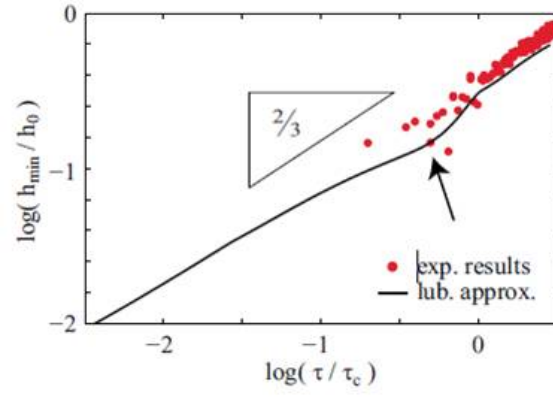 0
2/3
log( h_min / h_0 )
-1
exp. results
lub. approx.
-2
-2 -1 0
log( τ / τ_c )